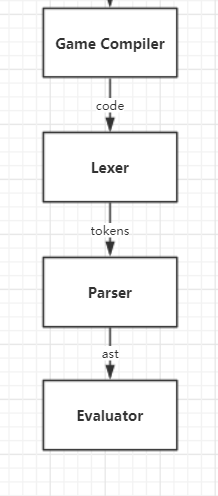 Game Compiler
code
Lexer
tokens
Parser
ast
Evaluator